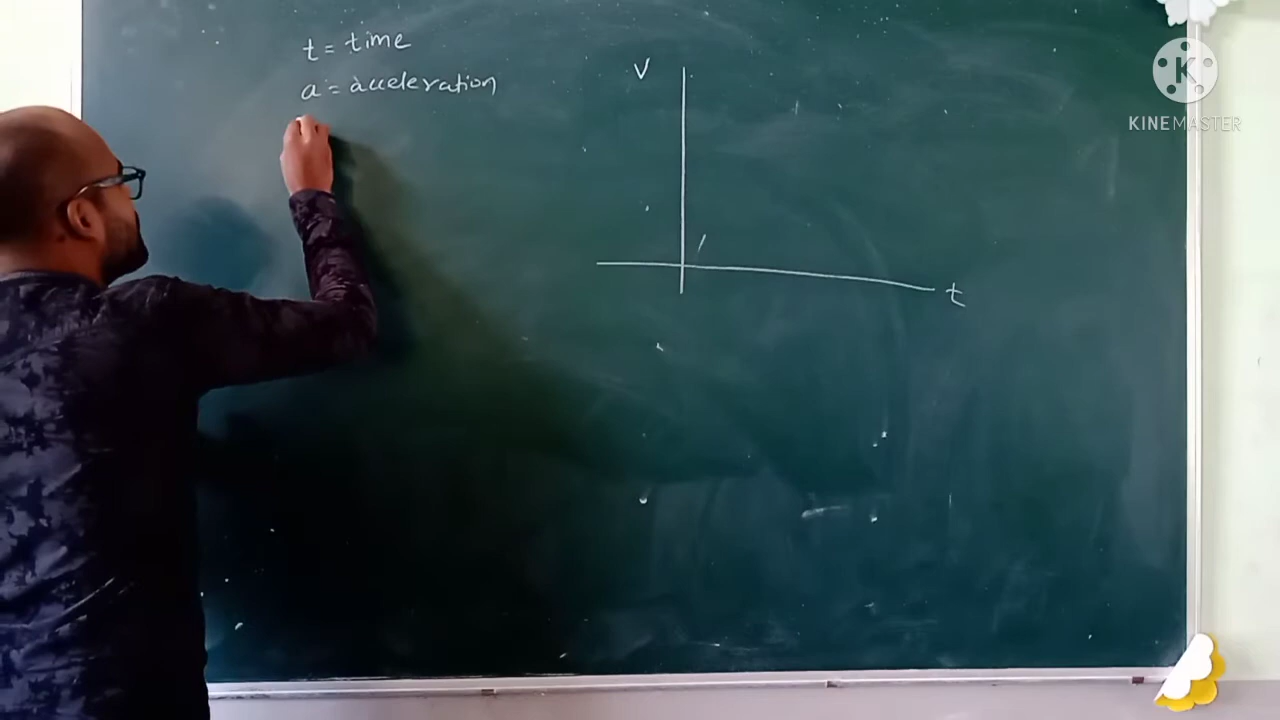 t = time
a = acceleration
V
t
K
KINEMASTER